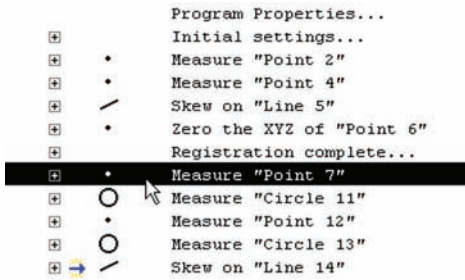 Program Properties...
Initial settings...
Measure "Point 2"
Measure "Point 4"
Skew on "Line 5"
Zero the XYZ of "Point 6"
Registration complete...
Measure "Point 7"
Measure "Circle 11"
Measure "Point 12"
Measure "Circle 13"
Skew on "Line 14"